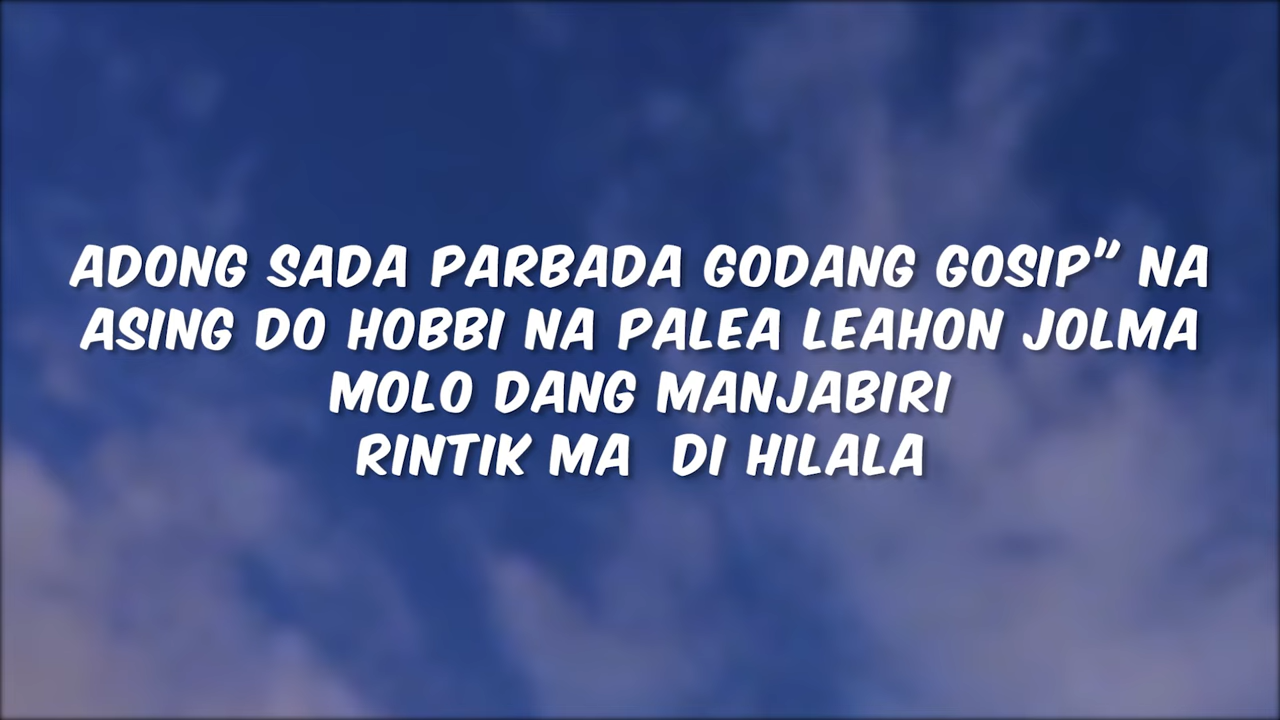 ADONG SADA PARBADA GODANG GOSIP" NA
ASING DO HOBBI NA PALEA LEAHON JOLMA
MOLO DANG MANJABIRI
RINTIK MA DI HILALA